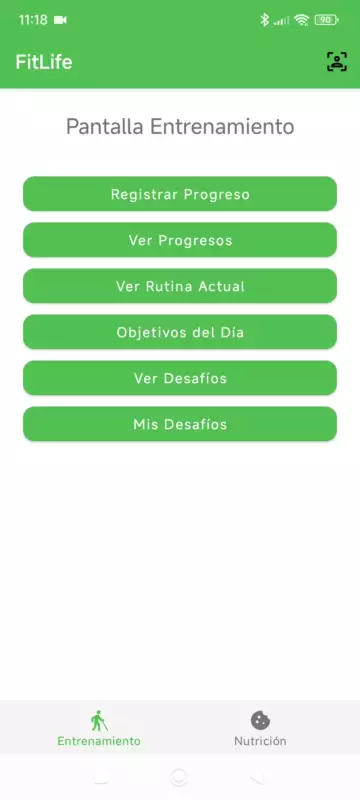 11:18
90
FitLife
Pantalla Entrenamiento
Registrar Progreso
Ver Progresos
Ver Rutina Actual
Objetivos del Día
Ver Desafíos
Mis Desafíos
Entrenamiento
Nutrición